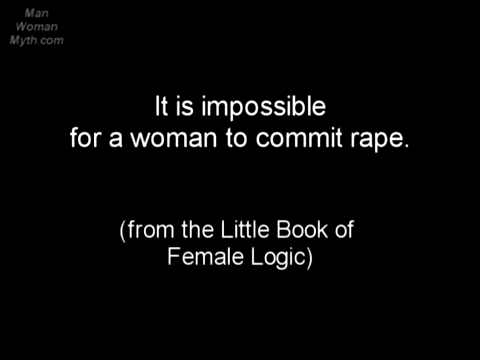 Man
Woman
Myth.com
It is impossible
for a woman to commit rape.
(from the Little Book of
Female Logic)